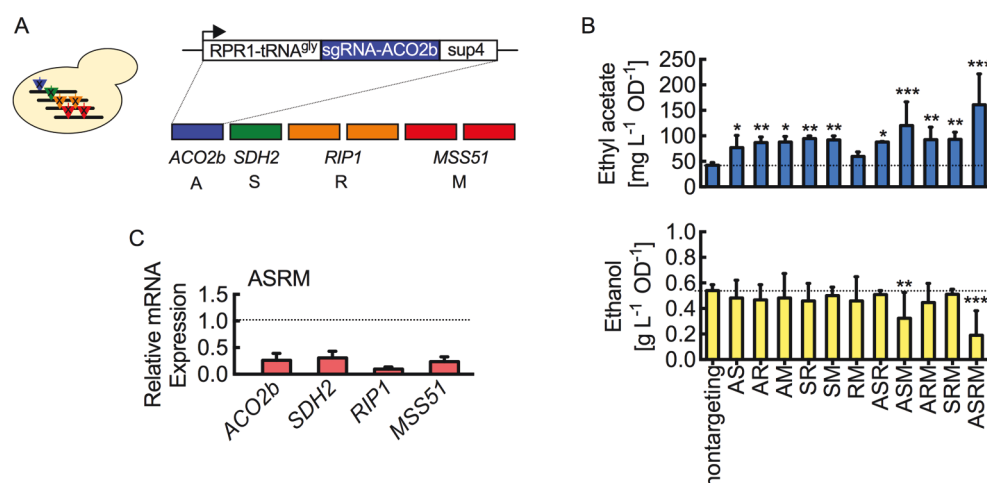 A
RPR1-tRNAgly sgRNA-ACO2b sup4
ACO2b SDH2 RIP1 MSS51
A S R M
B
Ethyl acetate
[mg L-1 OD-1]
250
200
150
100
50
0
* ** * ** ** * *** ** ** ***
Ethanol
[g L-1 OD-1]
1.0
0.8
0.6
0.4
0.2
0.0
** ***
nontargeting
AS
AR
AM
SR
SM
RM
ASR
ASM
ARM
SRM
ASRM
C
ASRM
Relative mRNA
Expression
1.5
1.0
0.5
0.0
ACO2b
SDH2
RIP1
MSS51